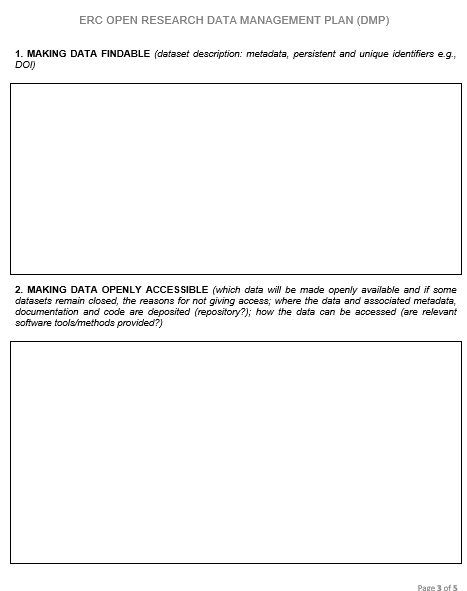 ERC OPEN RESEARCH DATA MANAGEMENT PLAN (DMP)
1. MAKING DATA FINDABLE (dataset description: metadata, persistent and unique identifiers e.g.,
DOI)
2. MAKING DATA OPENLY ACCESSIBLE (which data will be made openly available and if some
datasets remain closed, the reasons for not giving access; where the data and associated metadata,
documentation and code are deposited (repository?); how the data can be accessed (are relevant
software tools/methods provided?)
Page 3 of 5